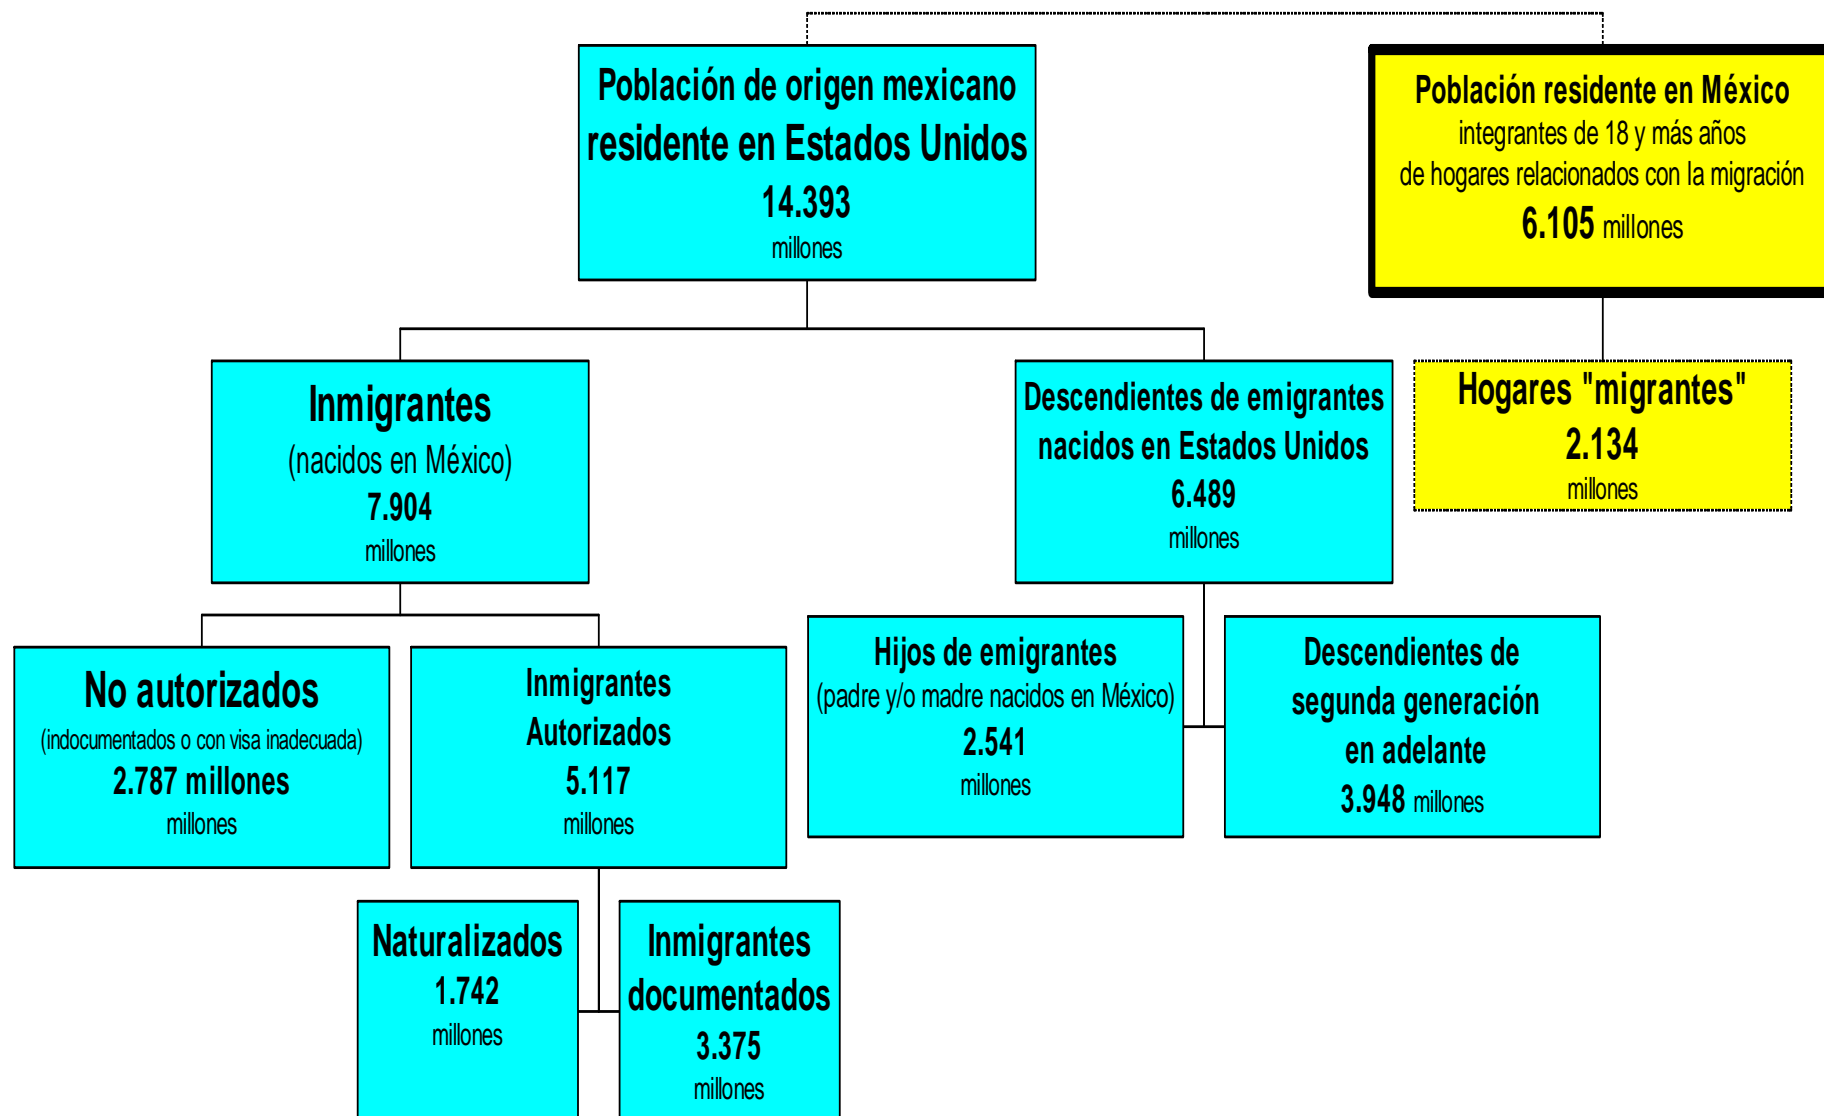 Población de origen mexicano
residente en Estados Unidos
14.393
millones
Población residente en México
integrantes de 18 y más años
de hogares relacionados con la migración
6.105 millones
Inmigrantes
(nacidos en México)
7.904
millones
Descendientes de emigrantes
nacidos en Estados Unidos
6.489
millones
Hogares "migrantes"
2.134
millones
No autorizados
(indocumentados o con visa inadecuada)
2.787 millones
millones
Inmigrantes
Autorizados
5.117
millones
Hijos de emigrantes
(padre y/o madre nacidos en México)
2.541
millones
Descendientes de
segunda generación
en adelante
3.948 millones
Naturalizados
1.742
millones
Inmigrantes
documentados
3.375
millones